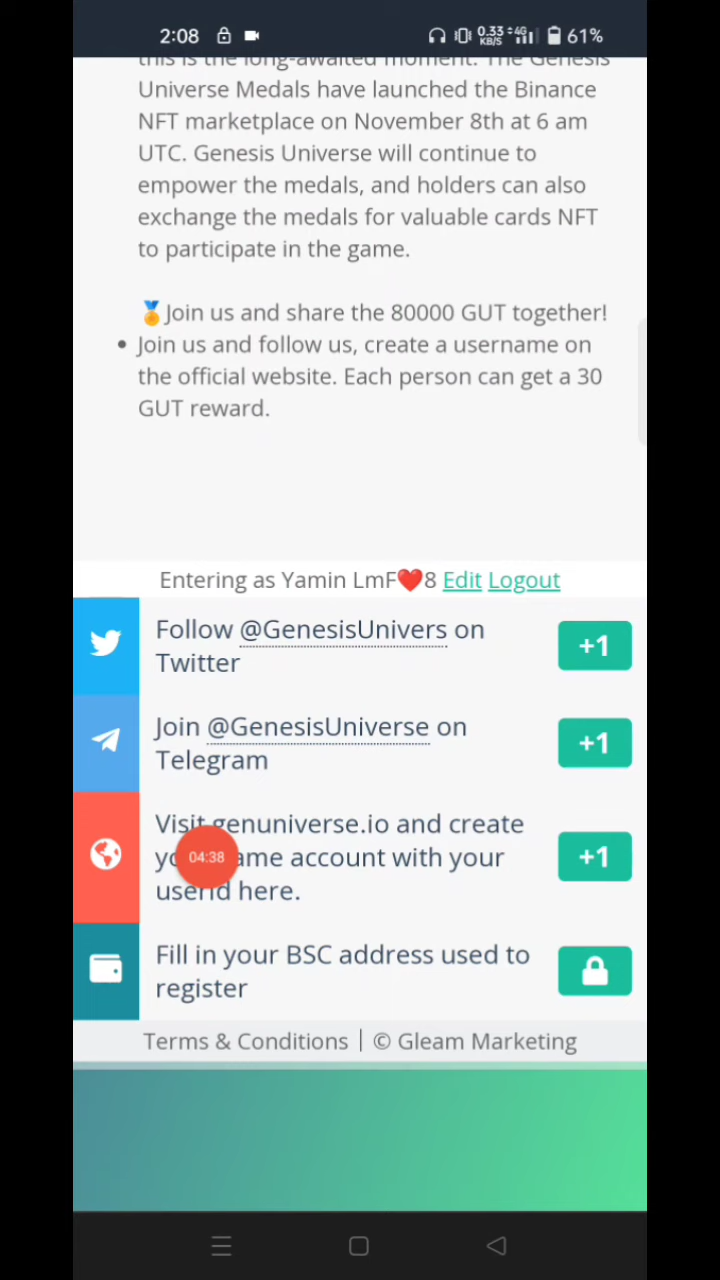 2:08
0.33 KB/S 4G 61%
this is the long-awaited moment. The Genesis
Universe Medals have launched the Binance
NFT marketplace on November 8th at 6 am
UTC. Genesis Universe will continue to
empower the medals, and holders can also
exchange the medals for valuable cards NFT
to participate in the game.
🏅Join us and share the 80000 GUT together!
• Join us and follow us, create a username on
the official website. Each person can get a 30
GUT reward.
Entering as Yamin LmF❤️8 Edit Logout
Follow @GenesisUnivers on
Twitter
+1
Join @GenesisUniverse on
Telegram
+1
Visit genuniverse.io and create
ame account with your
04:38
userid here.
+1
Fill in your BSC address used to
register
Terms & Conditions | © Gleam Marketing